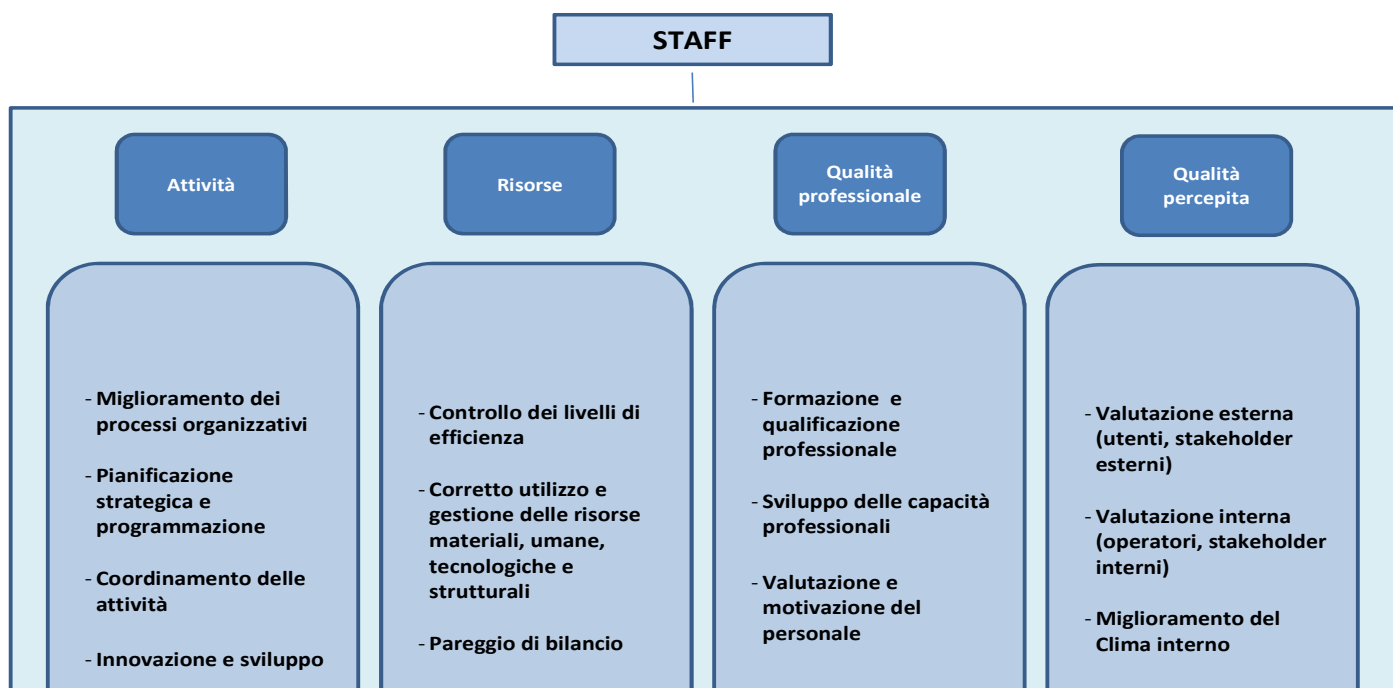 STAFF
Attività
Risorse
Qualità
professionale
Qualità
percepita
- Miglioramento dei
processi organizzativi
- Pianificazione
strategica e
programmazione
- Coordinamento delle
attività
- Innovazione e sviluppo
- Controllo dei livelli di
efficienza
- Corretto utilizzo e
gestione delle risorse
materiali, umane,
tecnologiche e
strutturali
- Pareggio di bilancio
- Formazione e
qualificazione
professionale
- Sviluppo delle capacità
professionali
- Valutazione e
motivazione del
personale
- Valutazione esterna
(utenti, stakeholder
esterni)
- Valutazione interna
(operatori, stakeholder
interni)
- Miglioramento del
Clima interno